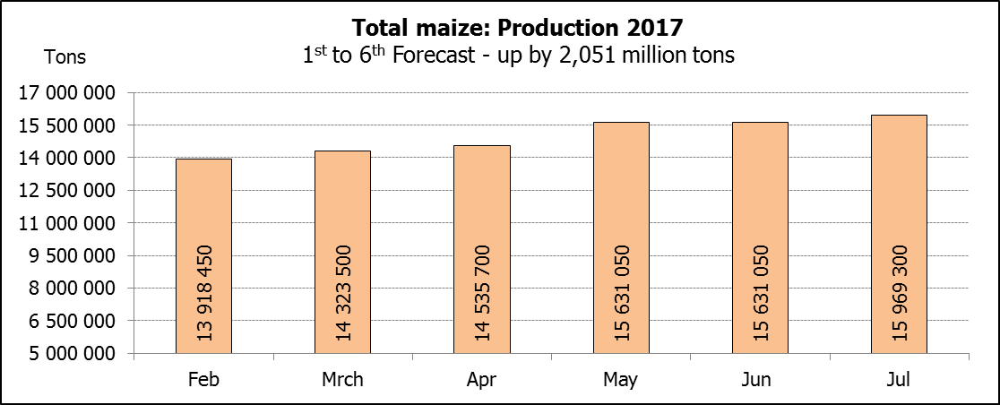 Total maize: Production 2017
1st to 6th Forecast - up by 2,051 million tons
Tons
17 000 000
15 500 000
14 000 000
12 500 000
11 000 000
9 500 000
8 000 000
6 500 000
5 000 000
13 918 450
14 323 500
14 535 700
15 631 050
15 631 050
15 969 300
Feb
Mrch
Apr
May
Jun
Jul